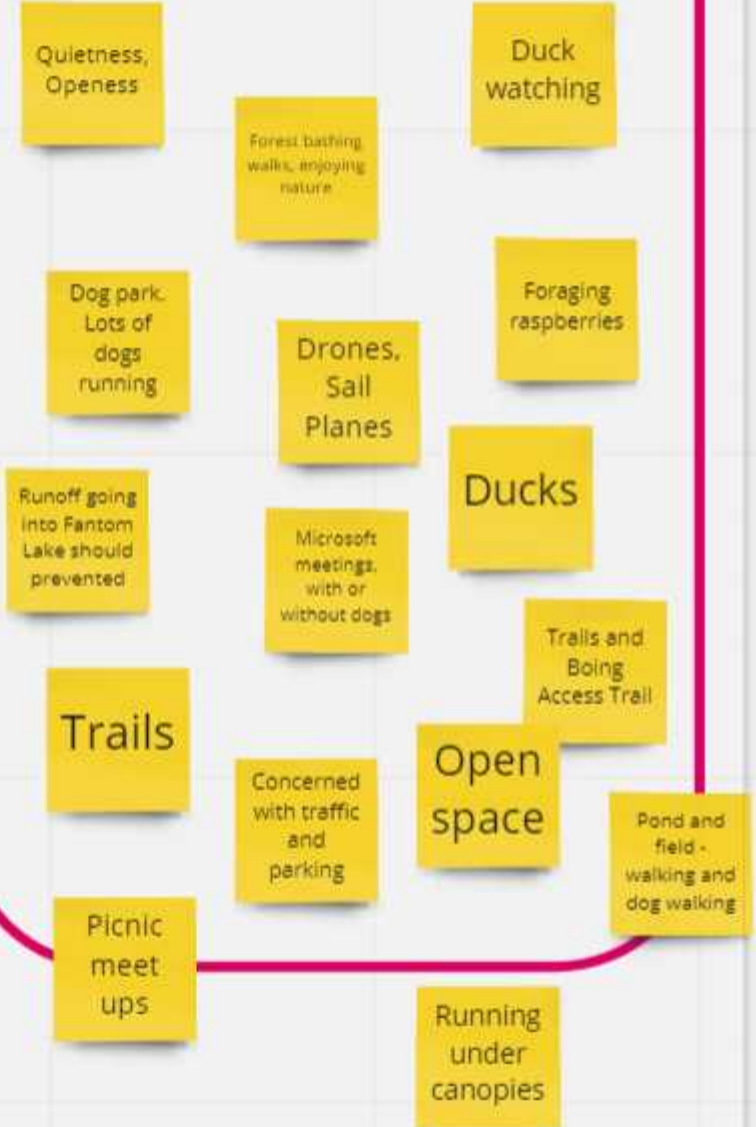 Quietness,
Openess
Duck
watching
Forest bathing
walks, enjoying
nature
Foraging
raspberries
Dog park.
Lots of
dogs
running
Drones,
Sail
Planes
Ducks
Runoff going
into Fantom
Lake should
prevented
Microsoft
meetings,
with or
without dogs
Trails and
Boing
Access Trail
Trails
Open
space
Concerned
with traffic
and
parking
Pond and
field -
walking and
dog walking
Picnic
meet
ups
Running
under
canopies